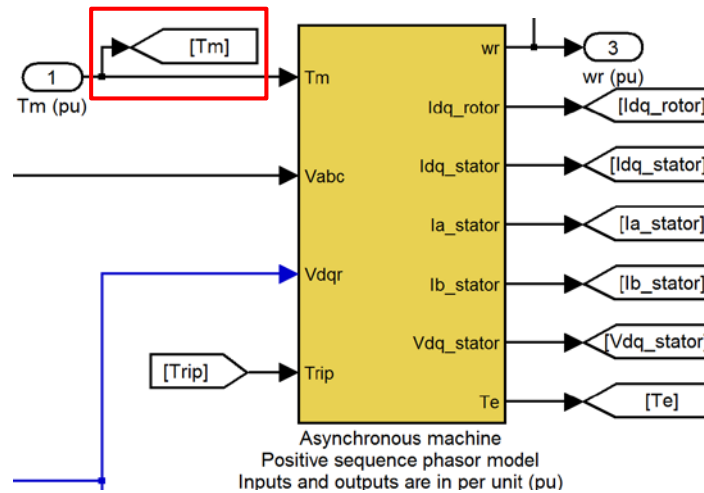 [Tm]
1
Tm (pu)
Tm
Vabc
Vdqr
[Trip]
Trip
wr
Idq_rotor
Idq_stator
Ia_stator
Ib_stator
Vdq_stator
Te
3
wr (pu)
[Idq_rotor]
[Idq_stator]
[Ia_stator]
[Ib_stator]
[Vdq_stator]
[Te]
Asynchronous machine
Positive sequence phasor model
Inputs and outputs are in per unit (pu)